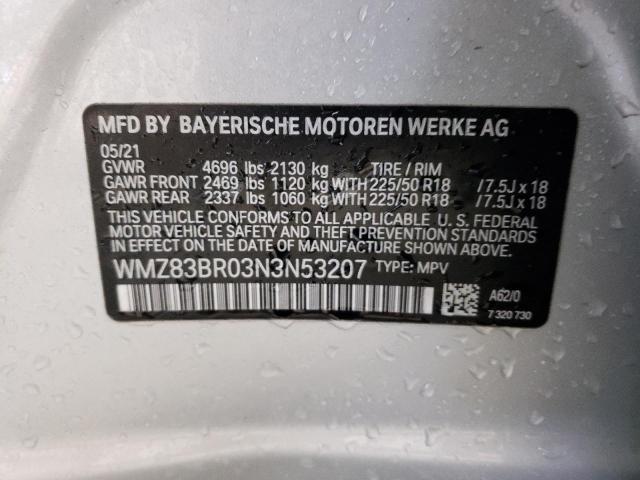 MFD BY BAYERISCHE MOTOREN WERKE AG
05/21
GVWR 4696 lbs 2130 kg TIRE / RIM
GAWR FRONT 2469 lbs 1120 kg WITH 225/50 R18 /7.5J x 18
GAWR REAR 2337 lbs 1060 kg WITH 225/50 R18 /7.5J x 18
THIS VEHICLE CONFORMS TO ALL APPLICABLE U. S. FEDERAL
MOTOR VEHICLE SAFETY AND THEFT PREVENTION STANDARDS
IN EFFECT ON THE DATE OF MANUFACTURE SHOWN ABOVE.
WMZ83BR03N3N53207 TYPE: MPV
A62/0
7 320 730